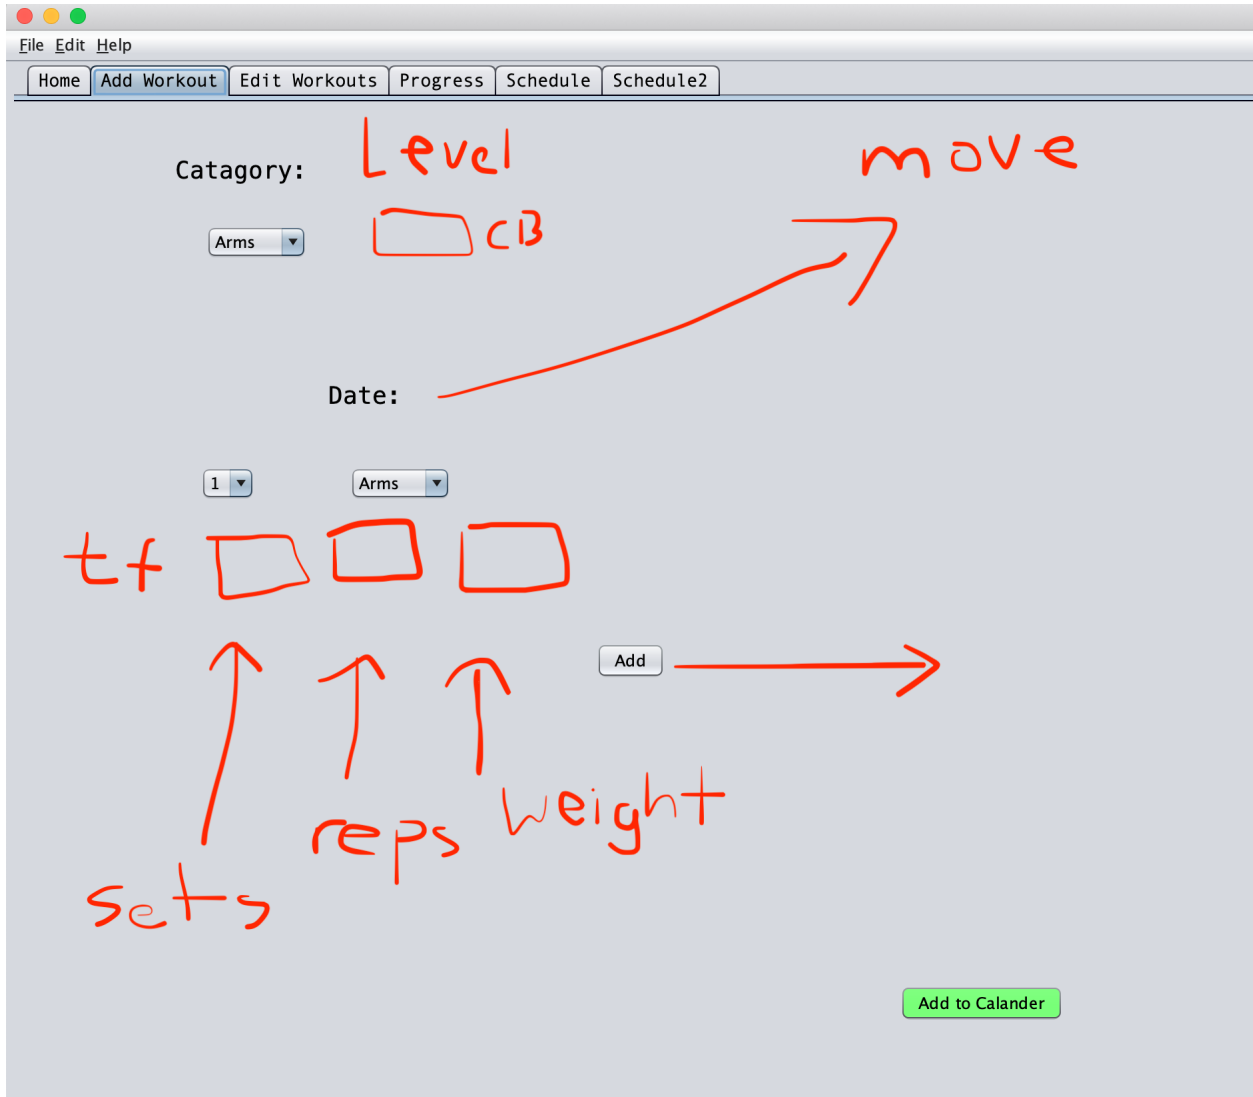 File Edit Help
Home Add Workout Edit Workouts Progress Schedule Schedule2
Level move
Catagory:
Arms CB
Date:
1 Arms
tf
Add
weight
reps
sets
Add to Calander